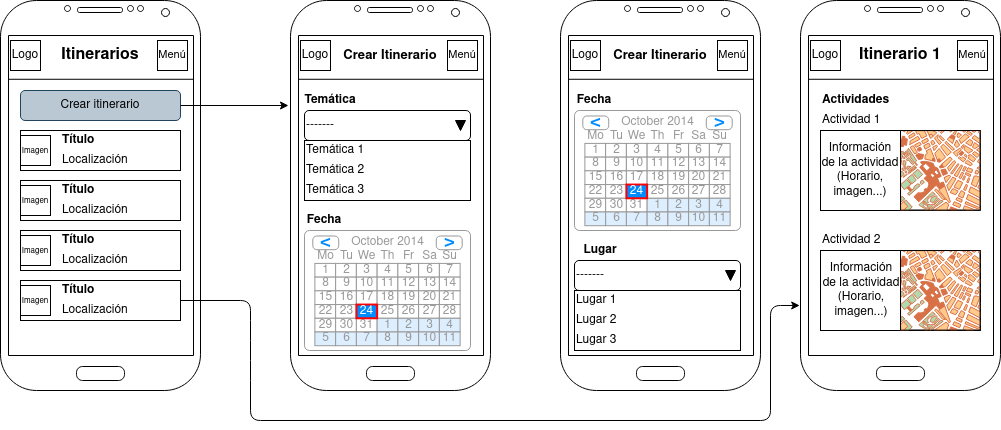 Logo
Itinerarios
Menú
Crear itinerario
Imagen
Título
Localización
Imagen
Título
Localización
Imagen
Título
Localización
Imagen
Título
Localización
Logo
Crear Itinerario
Menú
Temática
-------
Temática 1
Temática 2
Temática 3
Fecha
< October 2014 >
Mo Tu We Th Fr Sa Su
1 2 3 4 5 6 7
8 9 10 11 12 13 14
15 16 17 18 19 20 21
22 23 24 25 26 27 28
29 30 31 1 2 3 4
5 6 7 8 9 10 11
Logo
Crear Itinerario
Menú
Fecha
< October 2014 >
Mo Tu We Th Fr Sa Su
1 2 3 4 5 6 7
8 9 10 11 12 13 14
15 16 17 18 19 20 21
22 23 24 25 26 27 28
29 30 31 1 2 3 4
5 6 7 8 9 10 11
Lugar
-------
Lugar 1
Lugar 2
Lugar 3
Logo
Itinerario 1
Menú
Actividades
Actividad 1
Información
de la actividad
(Horario,
imagen...)
Actividad 2
Información
de la actividad
(Horario,
imagen...)